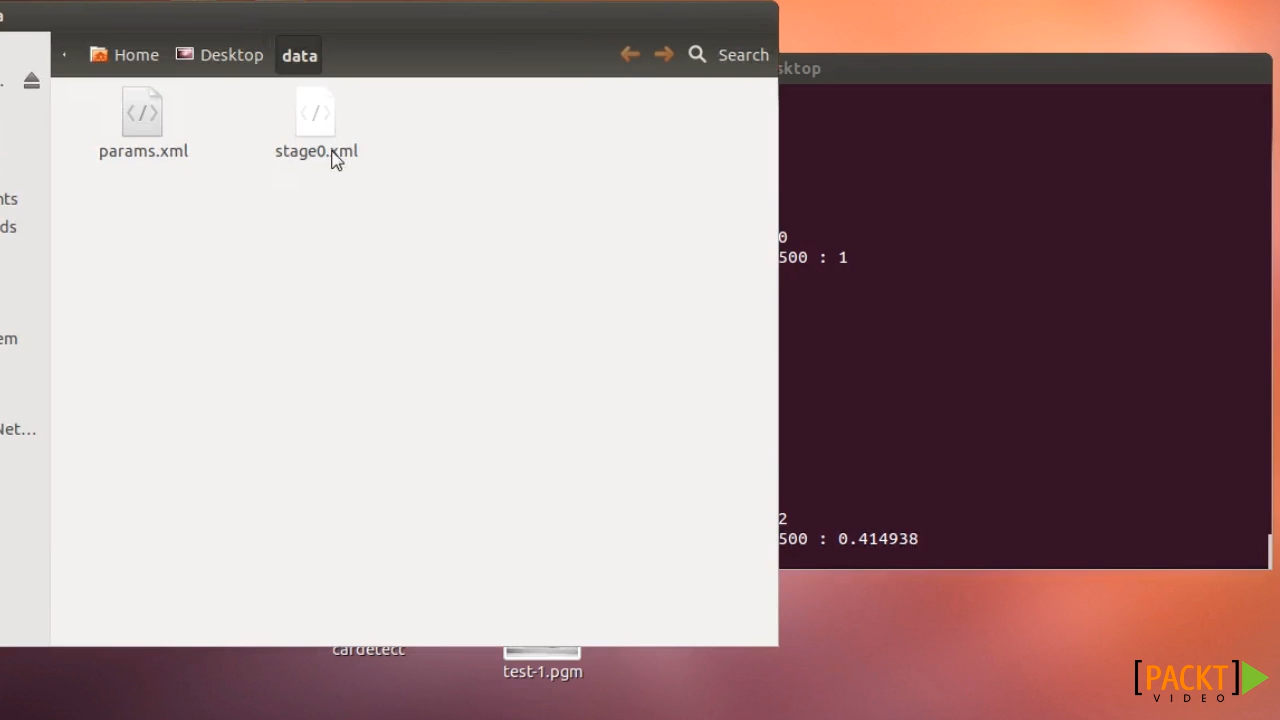 Home
Desktop
data
Search
params.xml
stage0.xml
nts
ds
em
Net...
sktop
0
500 : 1
2
500 : 0.414938
cardetect
test-1.pgm
[PACKT]
VIDEO